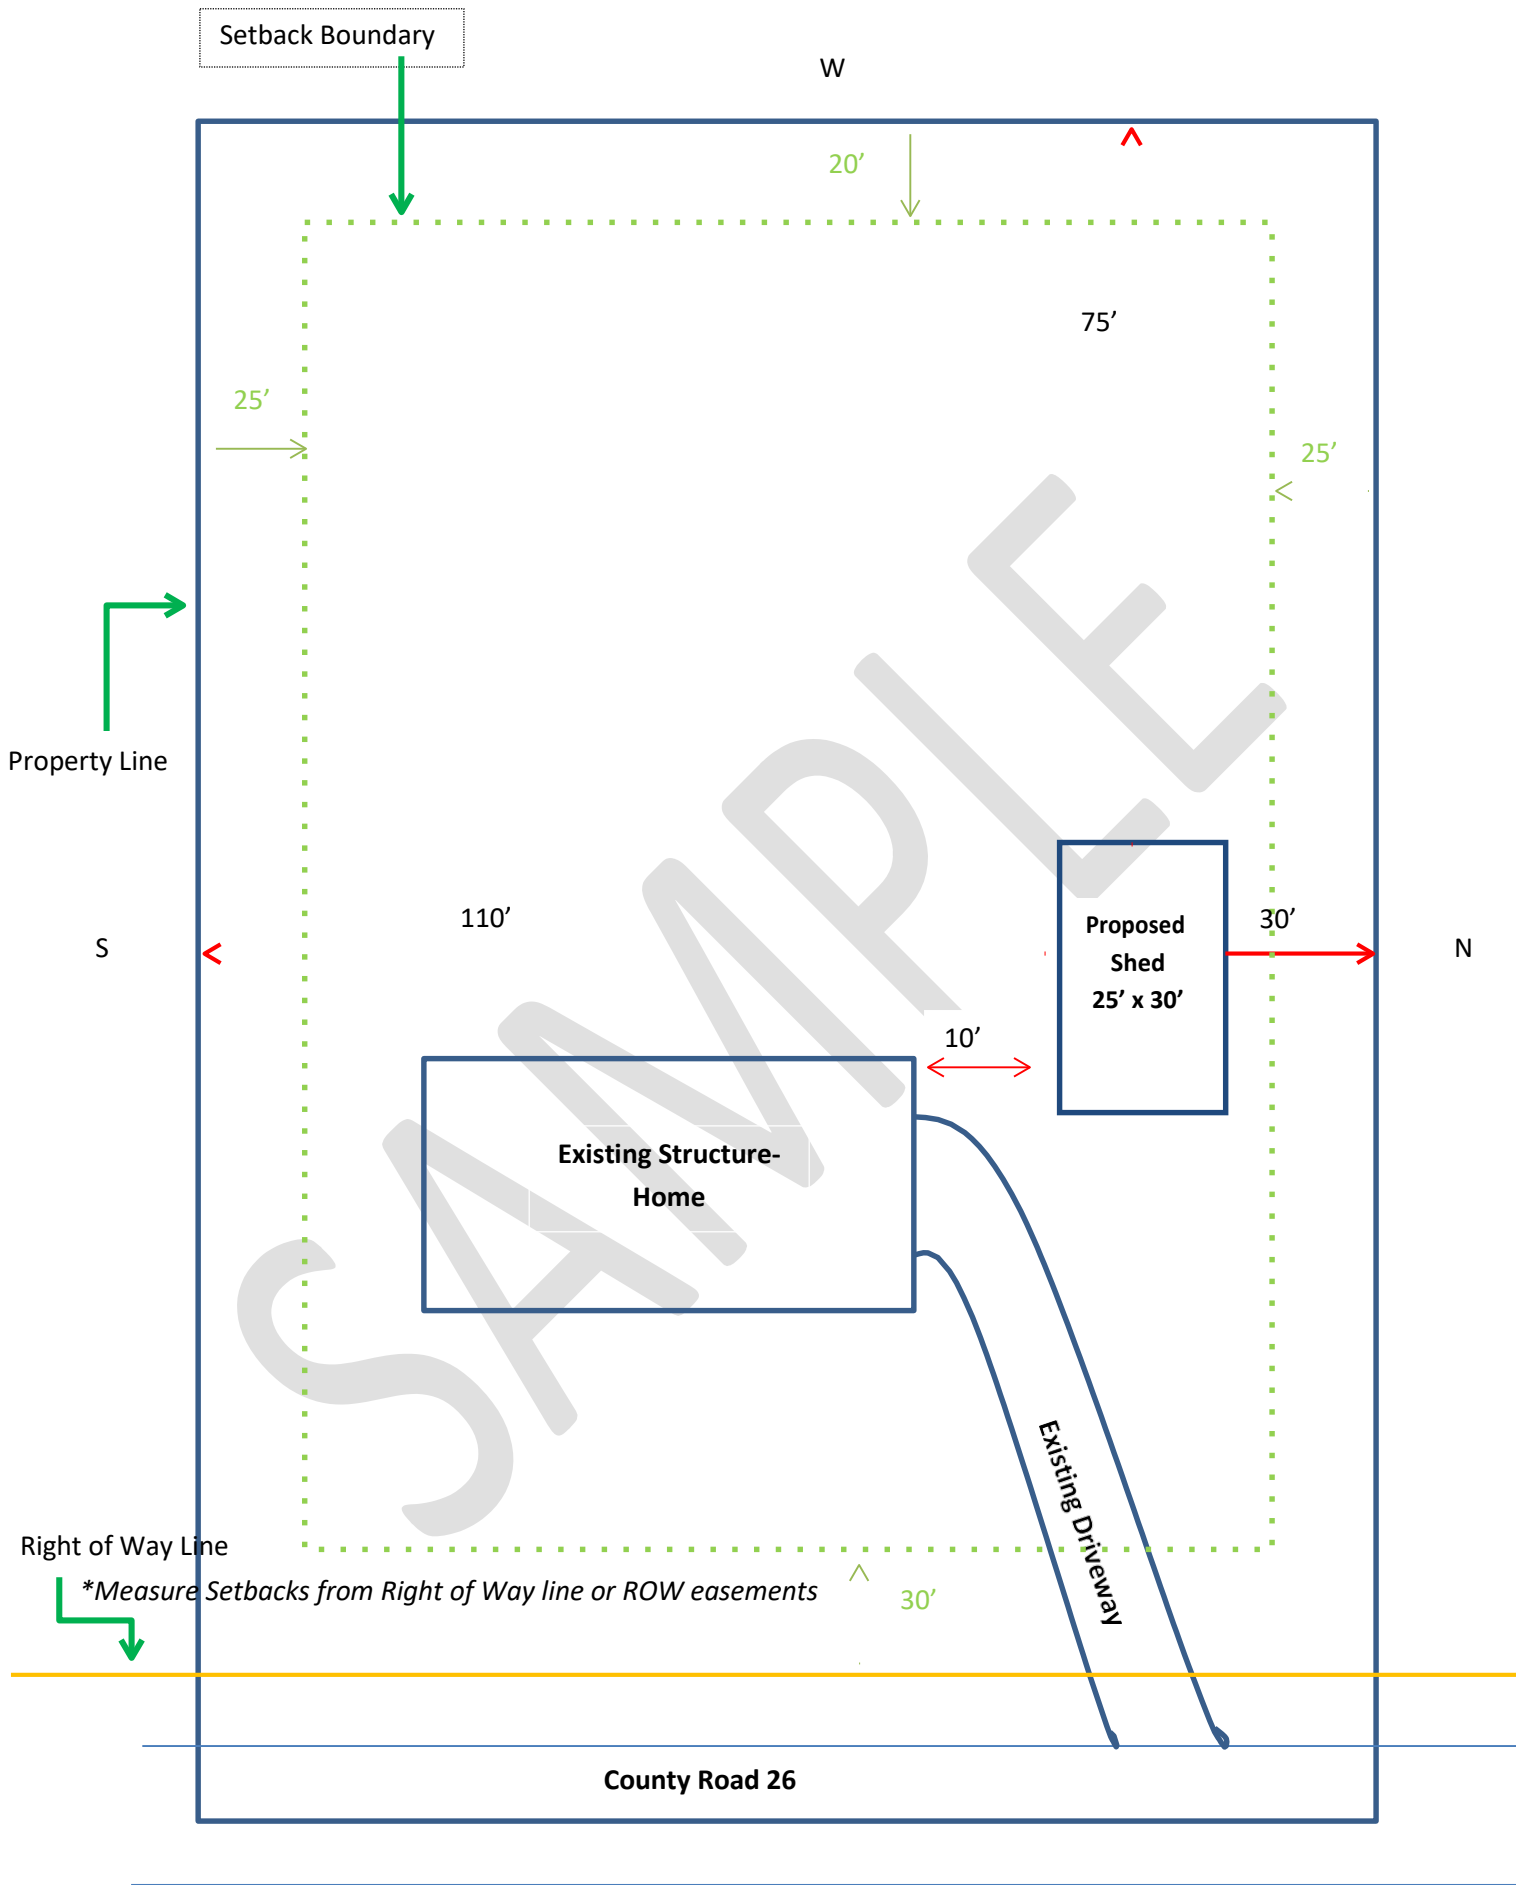 Setback Boundary
W
20’
75’
25’
25’
Property Line
110’
30’
S
N
Proposed
Shed
25’ x 30’
10’
Existing Structure-
Home
Existing Driveway
Right of Way Line
*Measure Setbacks from Right of Way line or ROW easements
30’
County Road 26
SAMPLE